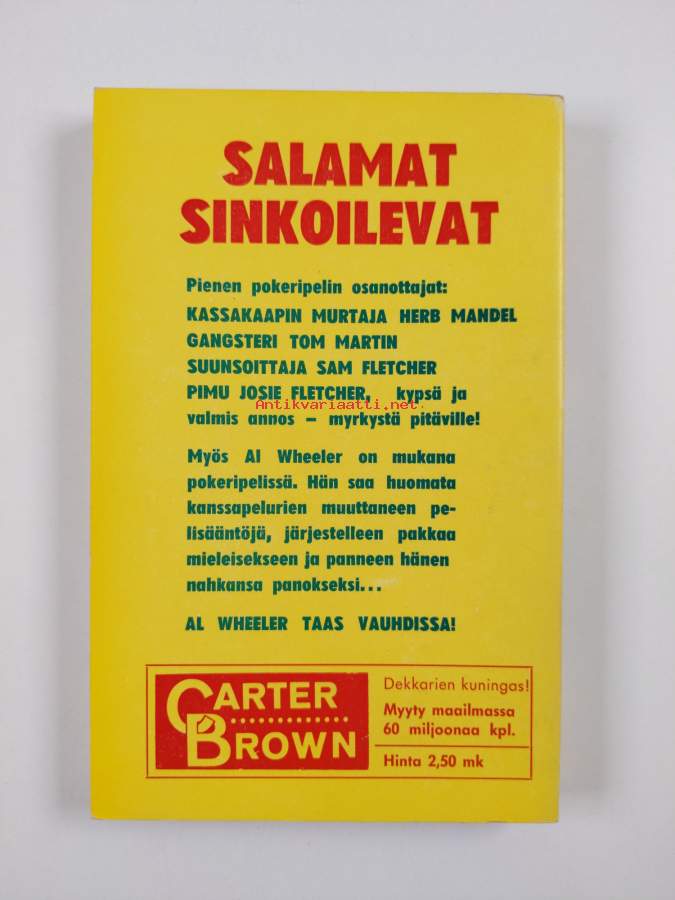 SALAMAT
SINKOILEVAT
Pienen pokeripelin osanottajat:
KASSAKAAPIN MURTAJA HERB MANDEL
GANGSTERI TOM MARTIN
SUUNSOITTAJA SAM FLETCHER
PIMU JOSIE FLETCHER, kypsä ja
Antikvariaatti.net
valmis annos – myrkystä pitäville!
Myös Al Wheeler on mukana
pokeripelissä. Hän saa huomata
kanssapelurien muuttaneen pe-
lisääntöjä, järjestelleen pakkaa
mieleisekseen ja panneen hänen
nahkansa panokseksi...
AL WHEELER TAAS VAUHDISSA!
CARTER
BROWN
Dekkarien kuningas!
Myyty maailmassa
60 miljoonaa kpl.
Hinta 2,50 mk